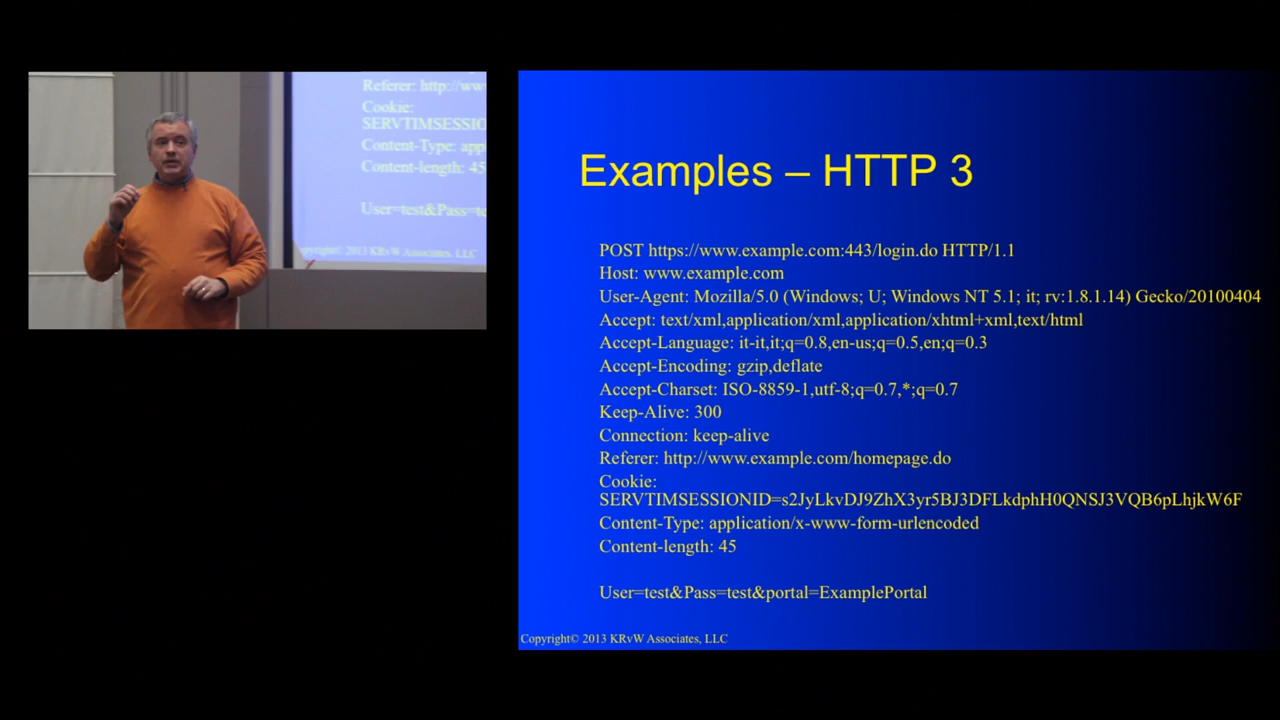 Referer: http://ww
Cookie:
SERVTIMSESSIO
Content-Type: app
Content-length: 45
User=test&Pass=te
pyright© 2013 KRvW Associates, LLC
Examples – HTTP 3
POST https://www.example.com:443/login.do HTTP/1.1
Host: www.example.com
User-Agent: Mozilla/5.0 (Windows; U; Windows NT 5.1; it; rv:1.8.1.14) Gecko/20100404
Accept: text/xml,application/xml,application/xhtml+xml,text/html
Accept-Language: it-it,it;q=0.8,en-us;q=0.5,en;q=0.3
Accept-Encoding: gzip,deflate
Accept-Charset: ISO-8859-1,utf-8;q=0.7,*;q=0.7
Keep-Alive: 300
Connection: keep-alive
Referer: http://www.example.com/homepage.do
Cookie:
SERVTIMSESSIONID=s2JyLkvDJ9ZhX3yr5BJ3DFLkdphH0QNSJ3VQB6pLhjkW6F
Content-Type: application/x-www-form-urlencoded
Content-length: 45
User=test&Pass=test&portal=ExamplePortal
Copyright© 2013 KRvW Associates, LLC